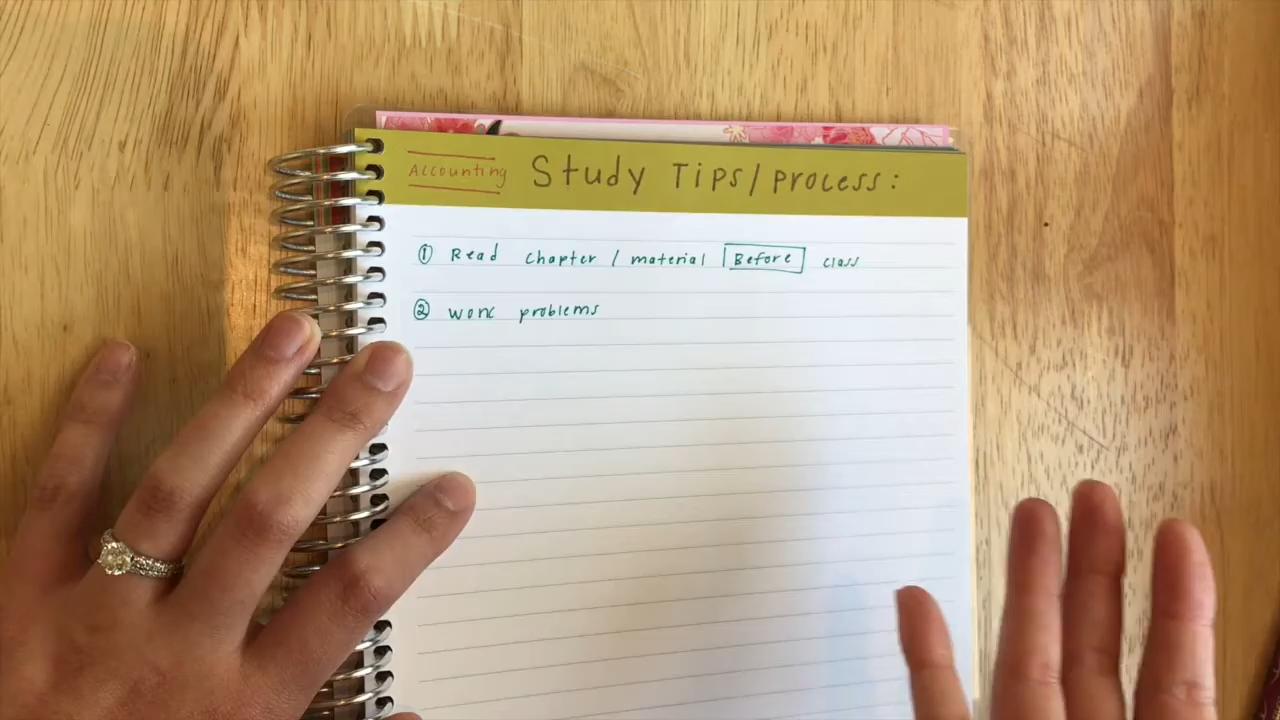 Accounting Study Tips/process:
① Read chapter / material Before class
② work problems